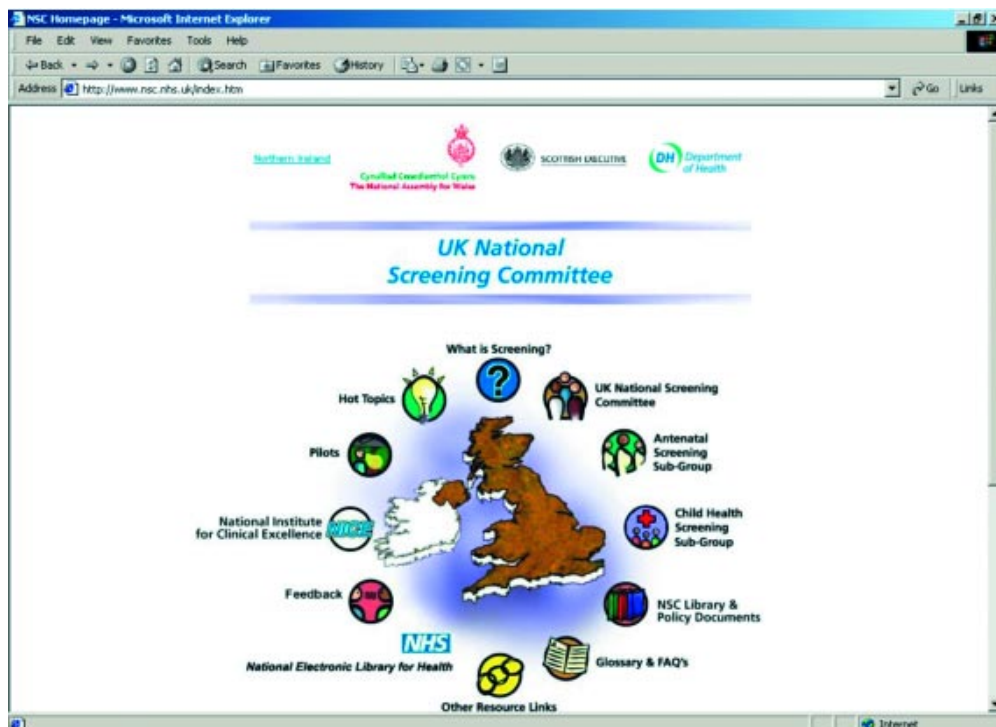 NSC Homepage - Microsoft Internet Explorer
File Edit View Favorites Tools Help
Back Search Favorites History
Address http://www.nsc.nhs.uk/index.htm Go Links
Northern Ireland
Cynulliad Cenedlaethol Cymru
The National Assembly for Wales
SCOTTISH EXECUTIVE
DH Department
of Health
UK National
Screening Committee
What is Screening?
?
Hot Topics
UK National Screening
Committee
Pilots
Antenatal
Screening
Sub-Group
National Institute
for Clinical Excellence
NICE
Child Health
Screening
Sub-Group
Feedback
NSC Library &
Policy Documents
NHS
National Electronic Library for Health
Glossary & FAQ's
Other Resource Links
Internet